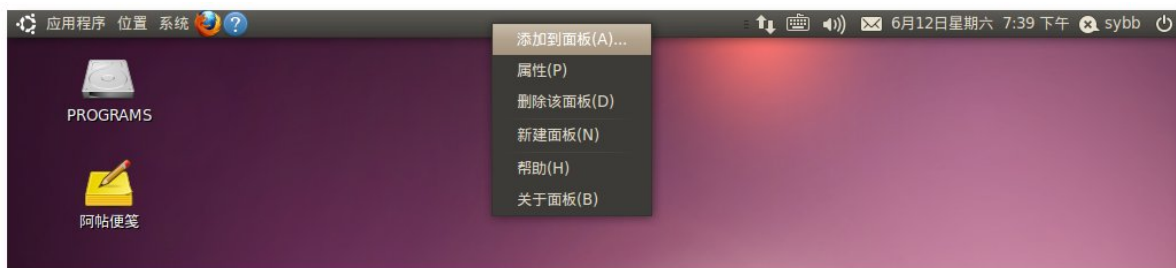 应用程序 位置 系统 6月12日星期六 7:39 下午 sybb
添加到面板(A)...
属性(P)
删除该面板(D)
新建面板(N)
帮助(H)
关于面板(B)
PROGRAMS
阿帖便笺